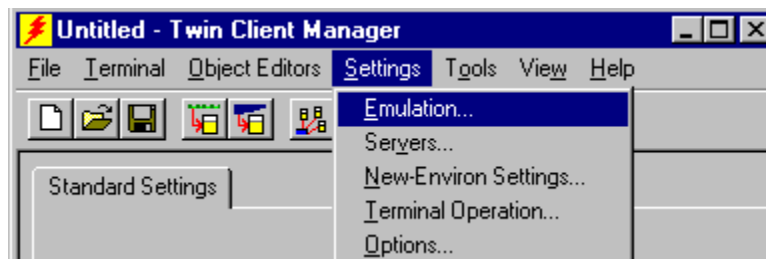 Untitled - Twin Client Manager
File Terminal Object Editors Settings Tools View Help
Emulation...
Servers...
Standard Settings
New-Environ Settings...
Terminal Operation...
Options...